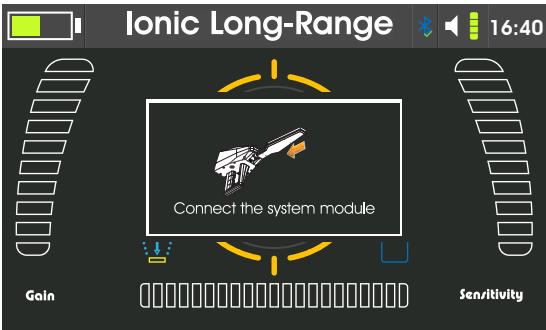 Ionic Long-Range
16:40
Connect the system module
Gain
Sensitivity